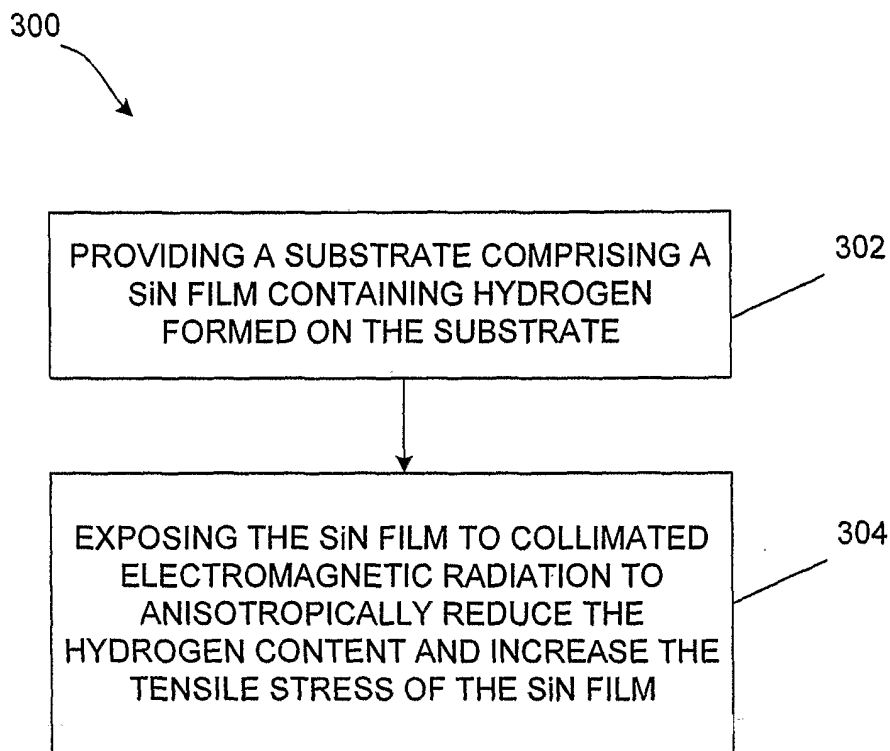 300
PROVIDING A SUBSTRATE COMPRISING A
SiN FILM CONTAINING HYDROGEN
FORMED ON THE SUBSTRATE
302
EXPOSING THE SiN FILM TO COLLIMATED
ELECTROMAGNETIC RADIATION TO
ANISOTROPICALLY REDUCE THE
HYDROGEN CONTENT AND INCREASE THE
TENSILE STRESS OF THE SiN FILM
304